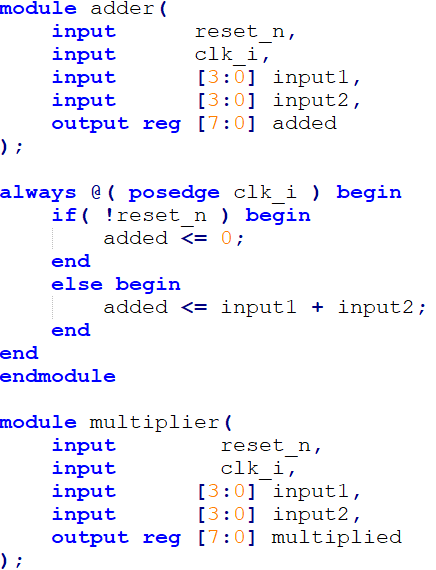 module adder(
    input      reset_n,
    input      clk_i,
    input      [3:0] input1,
    input      [3:0] input2,
    output reg [7:0] added
);
always @( posedge clk_i ) begin
    if( !reset_n ) begin
        added <= 0;
    end
    else begin
        added <= input1 + input2;
    end
end
endmodule
module multiplier(
    input        reset_n,
    input        clk_i,
    input      [3:0] input1,
    input      [3:0] input2,
    output reg [7:0] multiplied
);